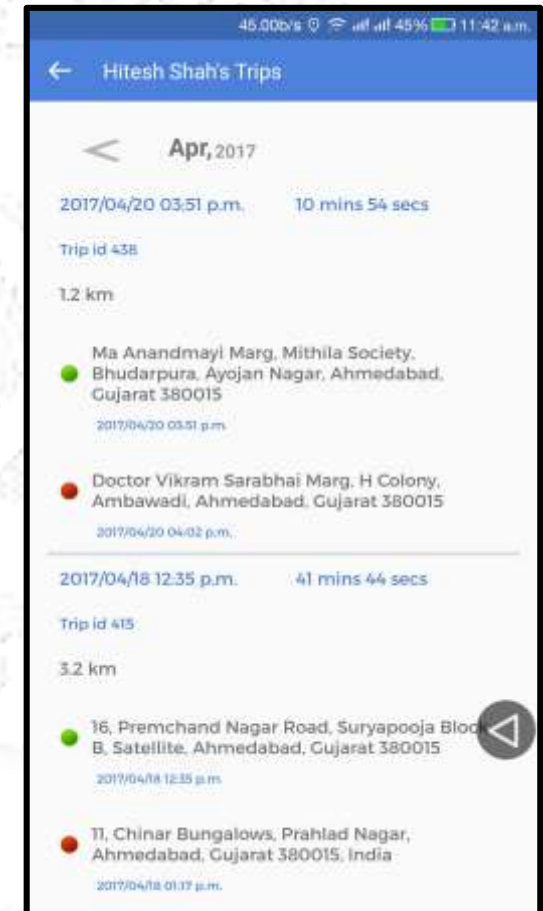 45.00b/s 45% 11:42 a.m.
← Hitesh Shah's Trips
< Apr, 2017
2017/04/20 03:51 p.m. 10 mins 54 secs
Trip id 438
1.2 km
Ma Anandmayi Marg, Mithila Society,
Bhudarpura, Ayojan Nagar, Ahmedabad,
Gujarat 380015
2017/04/20 03:51 p.m.
Doctor Vikram Sarabhai Marg, H Colony,
Ambawadi, Ahmedabad, Gujarat 380015
2017/04/20 04:02 p.m.
2017/04/18 12:35 p.m. 41 mins 44 secs
Trip id 415
3.2 km
16, Premchand Nagar Road, Suryapooja Block
B, Satellite, Ahmedabad, Gujarat 380015
2017/04/18 12:35 p.m.
11, Chinar Bungalows, Prahlad Nagar,
Ahmedabad, Gujarat 380015, India
2017/04/18 01:17 p.m.